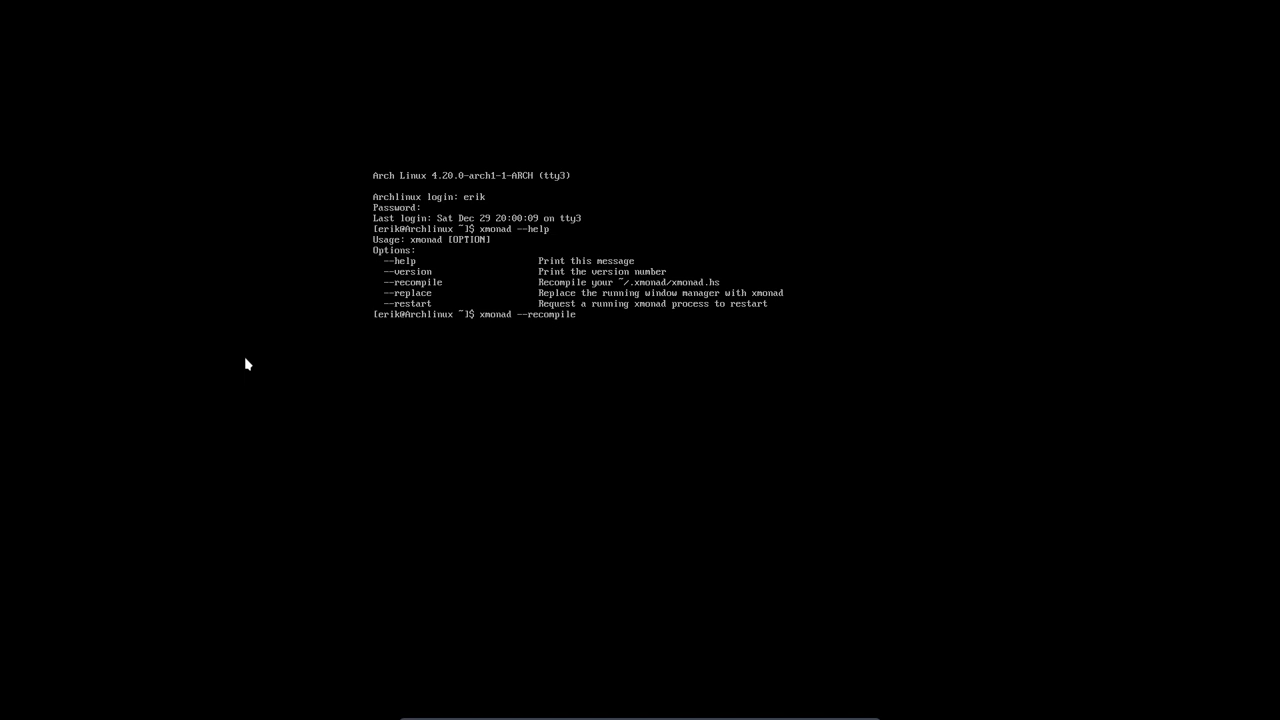 Arch Linux 4.20.0-arch1-1-ARCH (tty3)
Archlinux login: erik
Password:
Last login: Sat Dec 29 20:00:09 on tty3
[erik@Archlinux ~]$ xmonad --help
Usage: xmonad [OPTION]
Options:
  --help                       Print this message
  --version                    Print the version number
  --recompile                  Recompile your ~/.xmonad/xmonad.hs
  --replace                    Replace the running window manager with xmonad
  --restart                    Request a running xmonad process to restart
[erik@Archlinux ~]$ xmonad --recompile